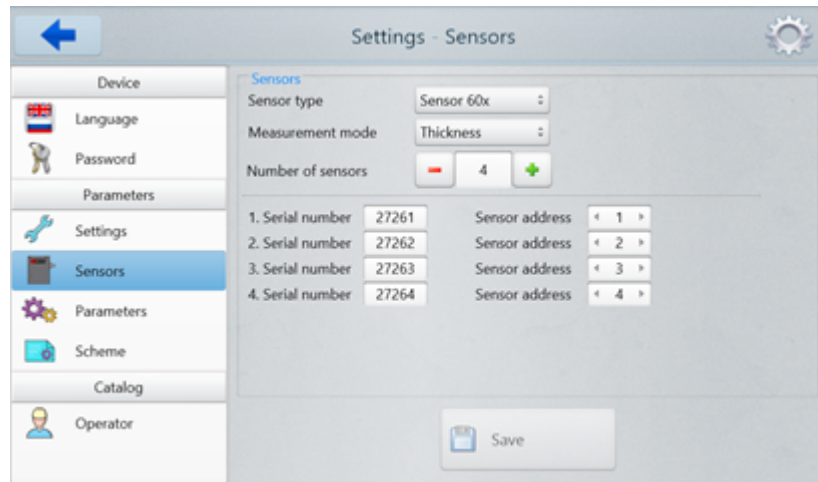 Settings - Sensors
Device
Language
Password
Parameters
Settings
Sensors
Parameters
Scheme
Catalog
Operator
Sensors
Sensor type Sensor 60x
Measurement mode Thickness
Number of sensors 4
1. Serial number 27261 Sensor address 1
2. Serial number 27262 Sensor address 2
3. Serial number 27263 Sensor address 3
4. Serial number 27264 Sensor address 4
Save